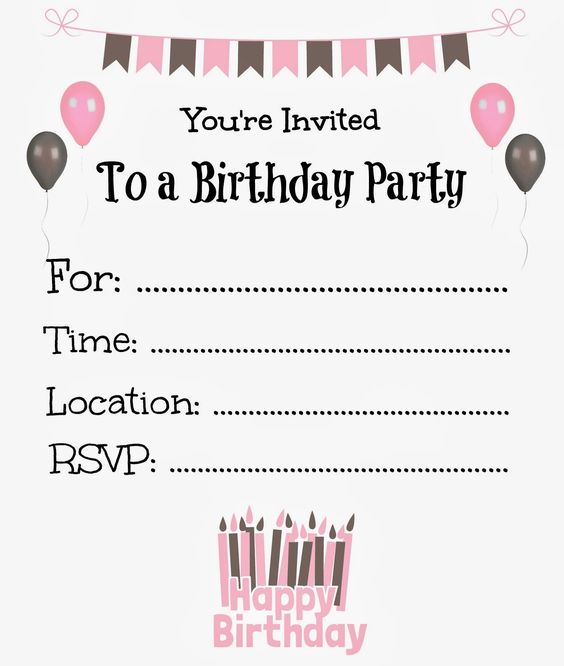 You're Invited
To a Birthday Party
For: ..........................................
Time: ..........................................
Location: ..................................
RSVP: .......................................
Happy
Birthday